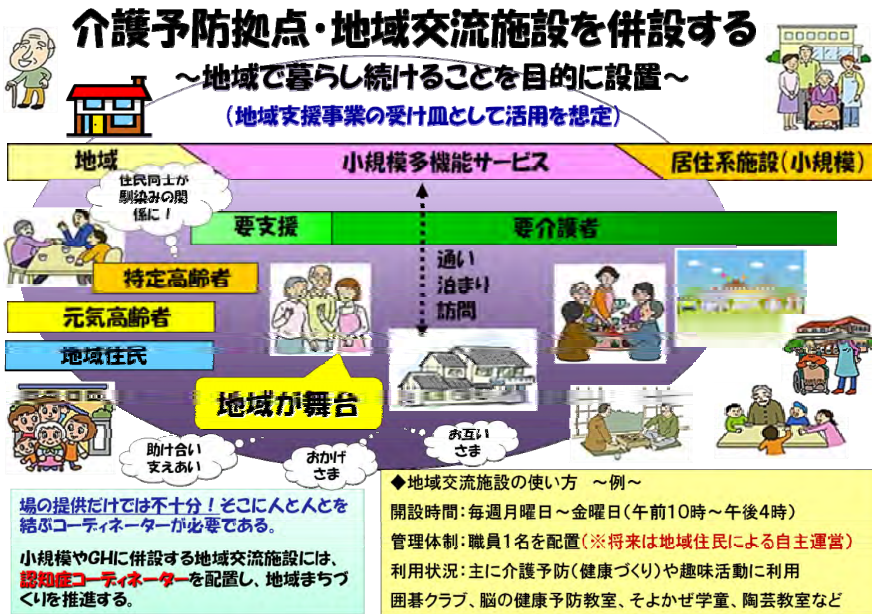 介護予防拠点・地域交流施設を併設する
～地域で暮らし続けることを目的に設置～
（地域支援事業の受け皿として活用を想定）
地域
小規模多機能サービス
居住系施設（小規模）
住民同士が
馴染みの関
係に！
要支援
要介護者
通い
泊まり
訪問
特定高齢者
元気高齢者
地域住民
地域が舞台
助け合い
支えあい
おかげ
さま
お互い
さま
場の提供だけでは不十分！そこに人と人とを
結ぶコーディネーターが必要である。
小規模やGHに併設する地域交流施設には、
認知症コーディネーターを配置し、地域まちづ
くりを推進する。
◆地域交流施設の使い方　～例～
開設時間：毎週月曜日～金曜日（午前10時～午後4時）
管理体制：職員1名を配置（※将来は地域住民による自主運営）
利用状況：主に介護予防（健康づくり）や趣味活動に利用
囲碁クラブ、脳の健康予防教室、そよかぜ学童、陶芸教室など